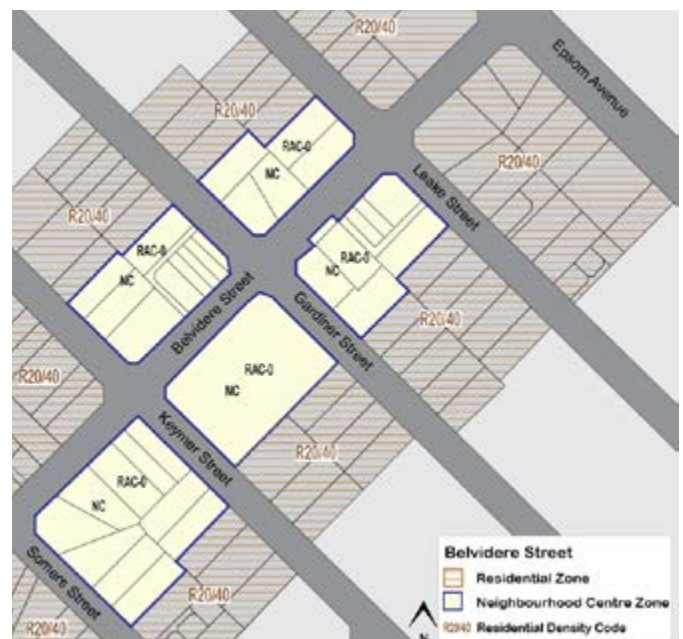 R20/40
Epsom Avenue
R20/40
RAC-0
NC
R20/40
Leake Street
R20/40
RAC-0
NC
RAC-0
NC
Belvidere Street
Gardiner Street
R20/40
RAC-0
NC
R20/40
Keymer Street
R20/40
RAC-0
NC
Somers Street
R20/40
Belvidere Street
Residential Zone
Neighbourhood Centre Zone
R20/40 Residential Density Code
N